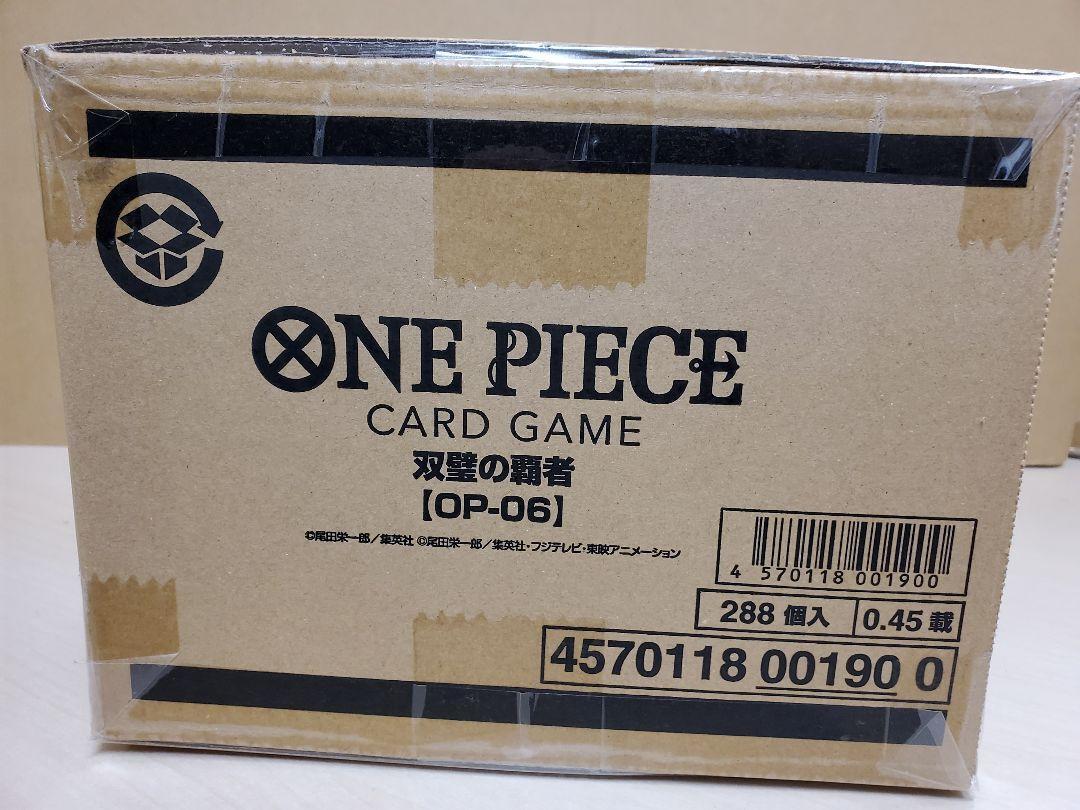 ONE PIECE
CARD GAME
双璧の覇者
【OP-06】
©尾田栄一郎／集英社 ©尾田栄一郎／集英社・フジテレビ・東映アニメーション
4 570118 001900
288 個入
0.45 載
4570118 00190 0